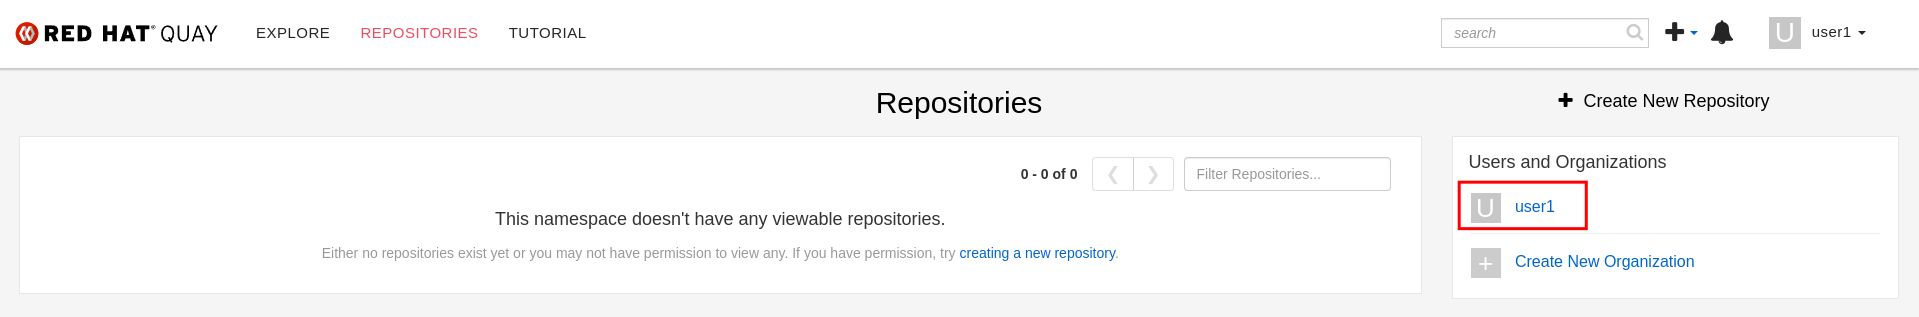 RED HAT® QUAY EXPLORE REPOSITORIES TUTORIAL search U user1
Repositories
+ Create New Repository
0 - 0 of 0 ❮ ❯ Filter Repositories...
This namespace doesn't have any viewable repositories.
Either no repositories exist yet or you may not have permission to view any. If you have permission, try creating a new repository.
Users and Organizations
U user1
+ Create New Organization